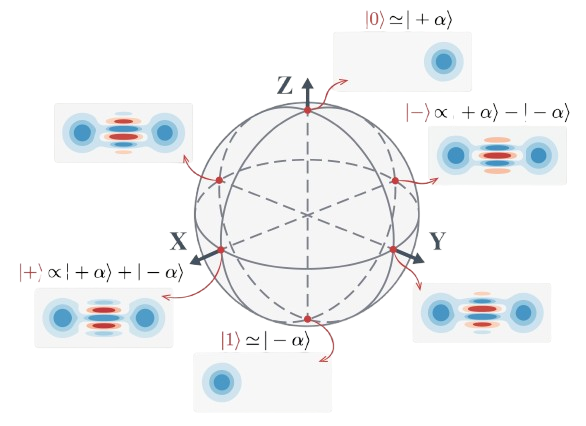 |0⟩ ≃ | + α⟩
Z
|−⟩ ∝ | + α⟩ − | − α⟩
X
Y
|+⟩ ∝ | + α⟩ + | − α⟩
|1⟩ ≃ | − α⟩